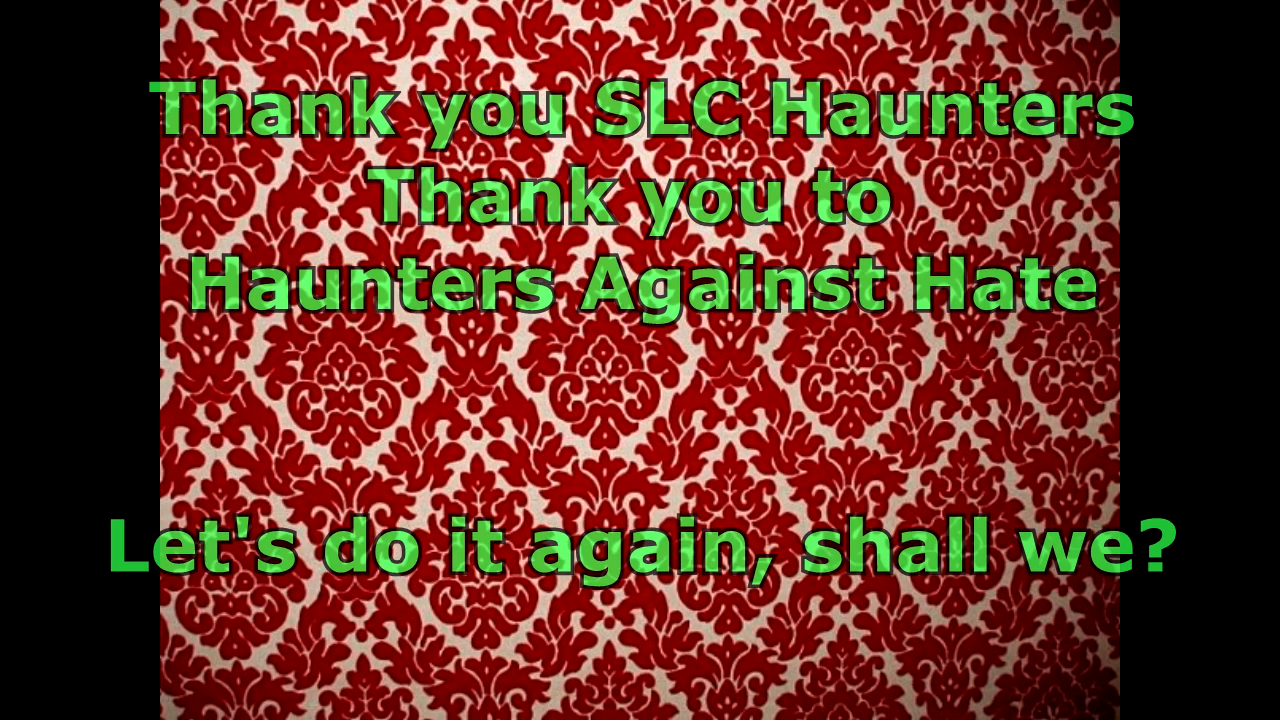 Thank you SLC Haunters
Thank you to
Haunters Against Hate
Let's do it again, shall we?